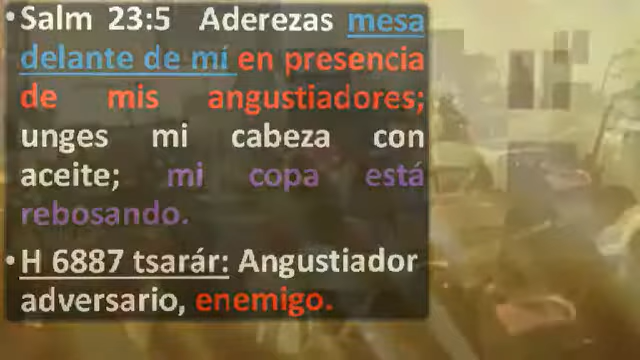 •Salm 23:5 Aderezas mesa
delante de mí en presencia
de mis angustiadores;
unges mi cabeza con
aceite; mi copa está
rebosando.
•H 6887 tsarár: Angustiador
adversario, enemigo.